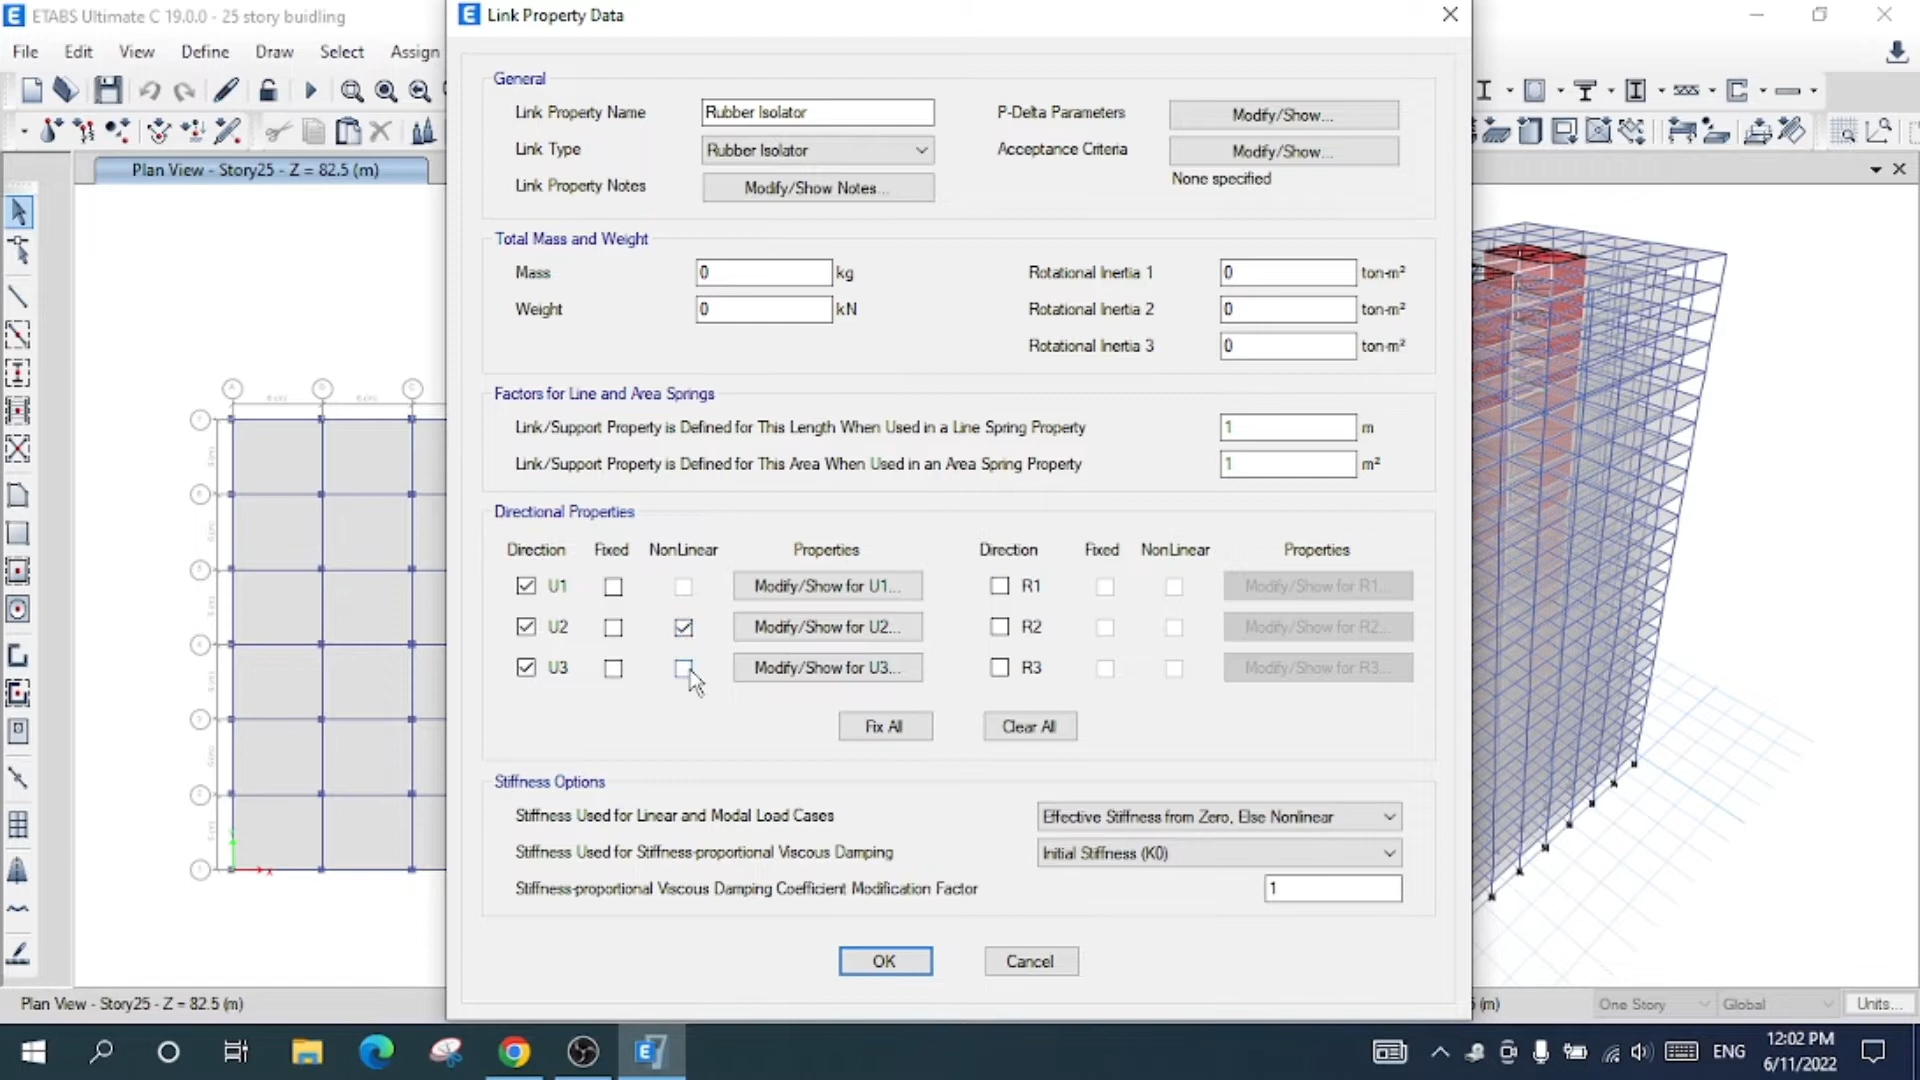 ETABS Ultimate C 19.0.0 - 25 story buidling
File Edit View Define Draw Select Assign
Plan View - Story25 - Z = 82.5 (m)
Link Property Data
General
Link Property Name Rubber Isolator P-Delta Parameters Modify/Show...
Link Type Rubber Isolator Acceptance Criteria Modify/Show...
None specified
Link Property Notes Modify/Show Notes...
Total Mass and Weight
Mass 0 kg Rotational Inertia 1 0 ton-m²
Weight 0 kN Rotational Inertia 2 0 ton-m²
Rotational Inertia 3 0 ton-m²
Factors for Line and Area Springs
Link/Support Property is Defined for This Length When Used in a Line Spring Property 1 m
Link/Support Property is Defined for This Area When Used in an Area Spring Property 1 m²
Directional Properties
Direction Fixed NonLinear Properties Direction Fixed NonLinear Properties
U1 Modify/Show for U1... R1 Modify/Show for R1...
U2 Modify/Show for U2... R2 Modify/Show for R2...
U3 Modify/Show for U3... R3 Modify/Show for R3...
Fix All Clear All
Stiffness Options
Stiffness Used for Linear and Modal Load Cases Effective Stiffness from Zero, Else Nonlinear
Stiffness Used for Stiffness-proportional Viscous Damping Initial Stiffness (K0)
Stiffness-proportional Viscous Damping Coefficient Modification Factor 1
OK Cancel
Plan View - Story25 - Z = 82.5 (m) (m) One Story Global Units...
ENG 12:02 PM
6/11/2022